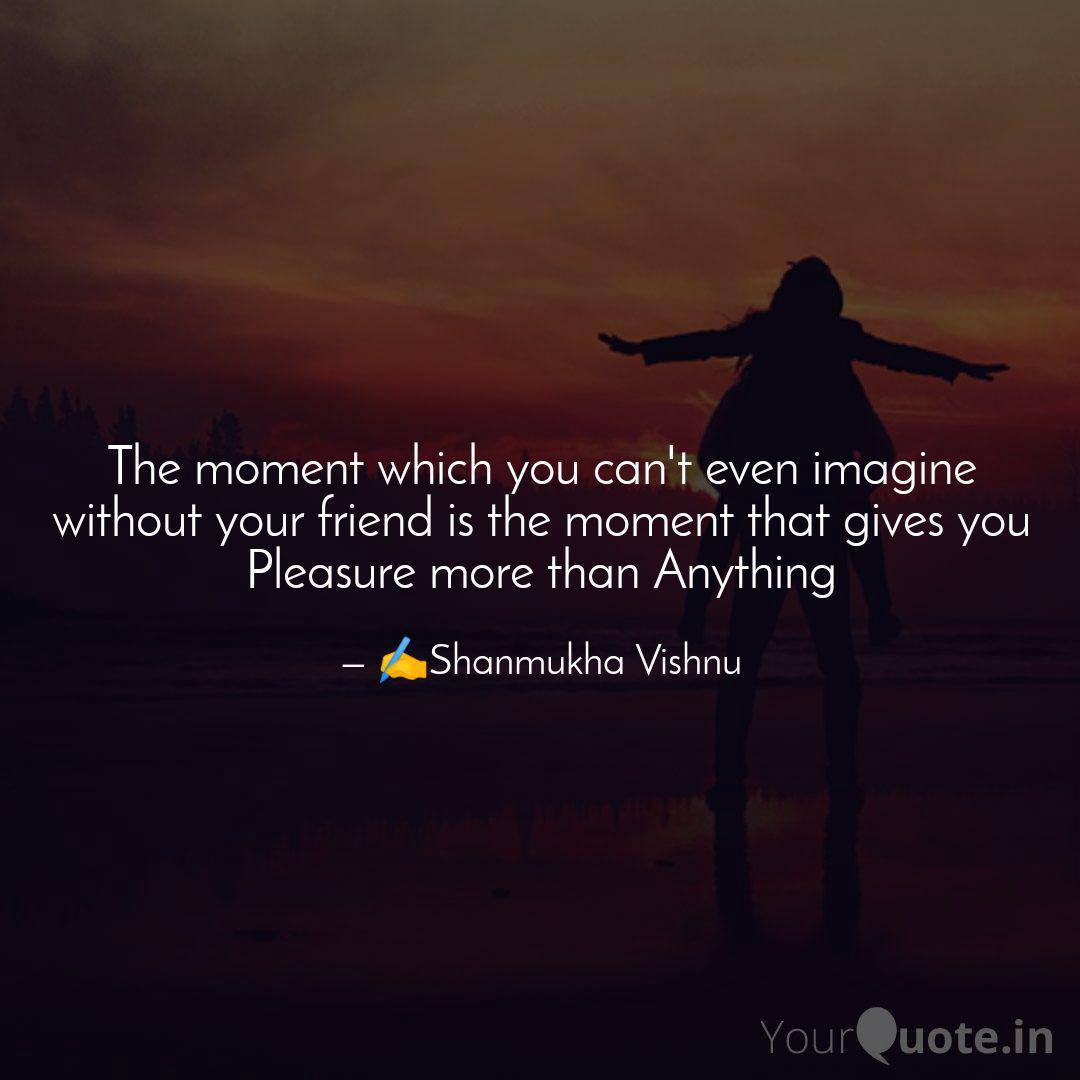 The moment which you can't even imagine
without your friend is the moment that gives you
Pleasure more than Anything
– ✍Shanmukha Vishnu
YourQuote.in